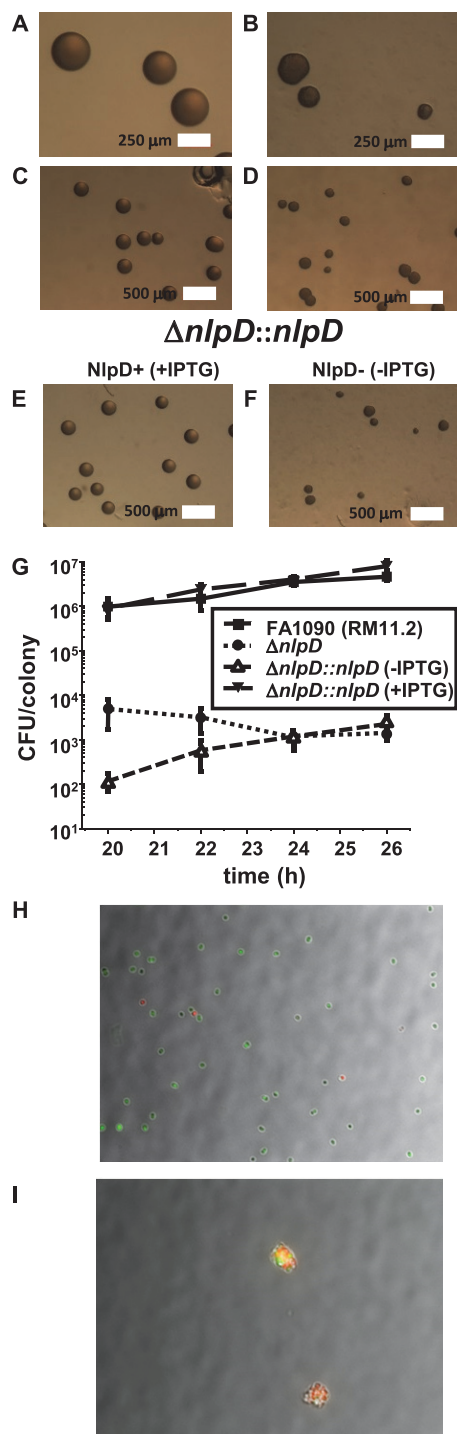 A
B
250 µm
250 µm
C
D
500 µm
500 µm
ΔnlpD::nlpD
NlpD+ (+IPTG)
NlpD- (-IPTG)
E
F
500 µm
500 µm
G
10⁷
10⁶
10⁵
10⁴
10³
10²
10¹
CFU/colony
FA1090 (RM11.2)
ΔnlpD
ΔnlpD::nlpD (-IPTG)
ΔnlpD::nlpD (+IPTG)
20 21 22 23 24 25 26
time (h)
H
I